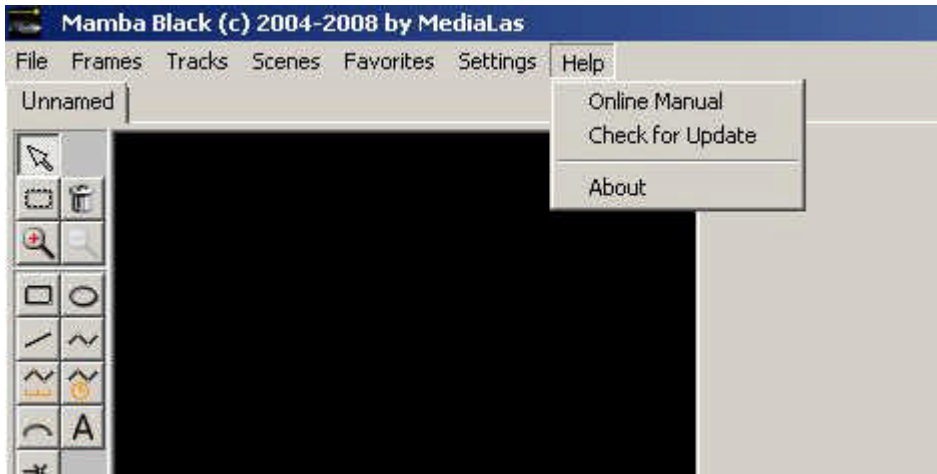 Mamba Black (c) 2004-2008 by MediaLas
File Frames Tracks Scenes Favorites Settings Help
Unnamed
Online Manual
Check for Update
About
A